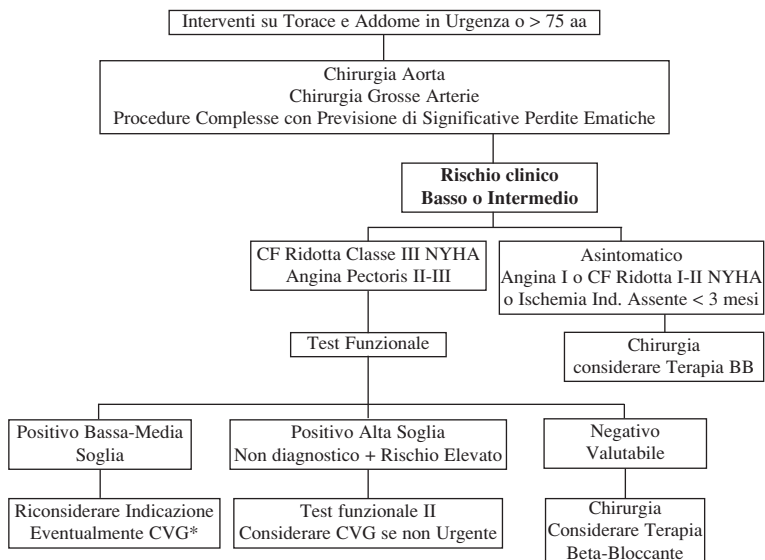 Interventi su Torace e Addome in Urgenza o > 75 aa
Chirurgia Aorta
Chirurgia Grosse Arterie
Procedure Complesse con Previsione di Significative Perdite Ematiche
Rischio clinico
Basso o Intermedio
CF Ridotta Classe III NYHA
Angina Pectoris II-III
Asintomatico
Angina I o CF Ridotta I-II NYHA
o Ischemia Ind. Assente < 3 mesi
Test Funzionale
Chirurgia
considerare Terapia BB
Positivo Bassa-Media
Soglia
Positivo Alta Soglia
Non diagnostico + Rischio Elevato
Negativo
Valutabile
Riconsiderare Indicazione
Eventualmente CVG*
Test funzionale II
Considerare CVG se non Urgente
Chirurgia
Considerare Terapia
Beta-Bloccante